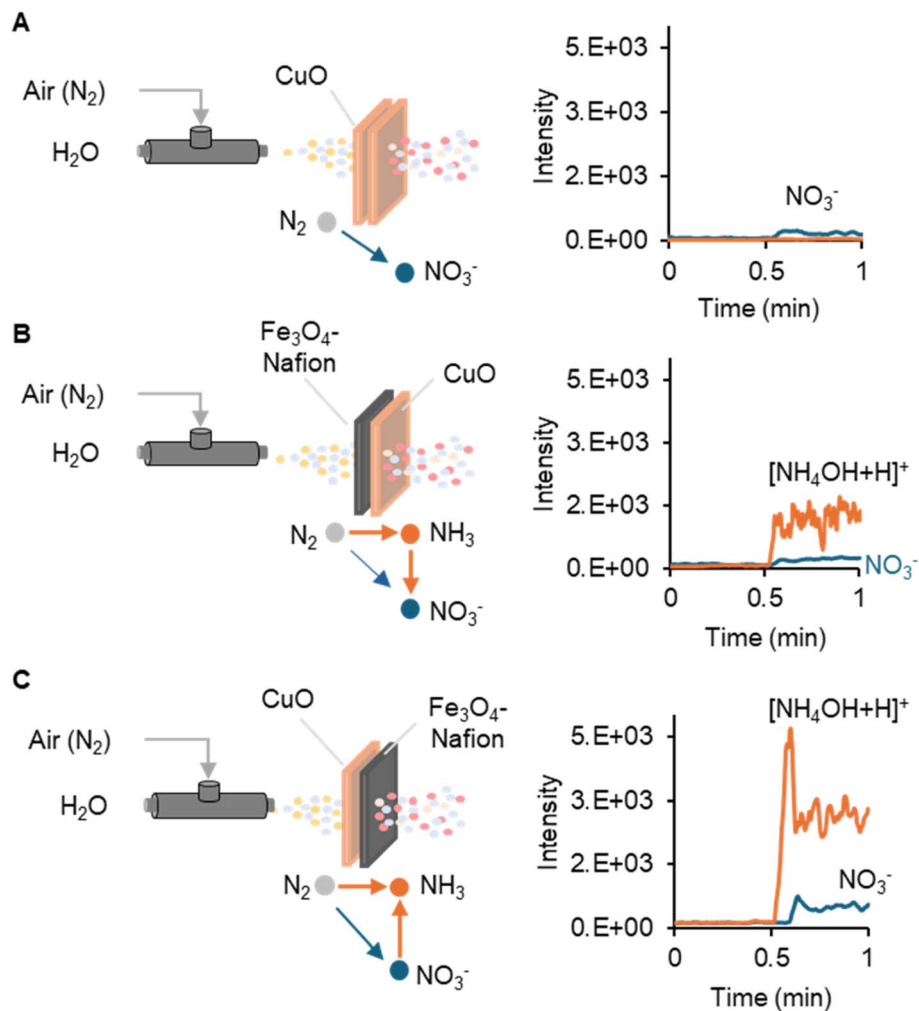 A
Air (N₂)
H₂O
CuO
N₂
NO₃⁻
Intensity
5.E+03
3.E+03
2.E+03
0.E+00
NO₃⁻
0
0.5
1
Time (min)
B
Air (N₂)
H₂O
Fe₃O₄-
Nafion
CuO
N₂
NH₃
NO₃⁻
Intensity
5.E+03
3.E+03
2.E+03
0.E+00
[NH₄OH+H]⁺
NO₃⁻
0
0.5
1
Time (min)
C
Air (N₂)
H₂O
CuO
Fe₃O₄-
Nafion
N₂
NH₃
NO₃⁻
Intensity
5.E+03
3.E+03
2.E+03
0.E+00
[NH₄OH+H]⁺
NO₃⁻
0
0.5
1
Time (min)